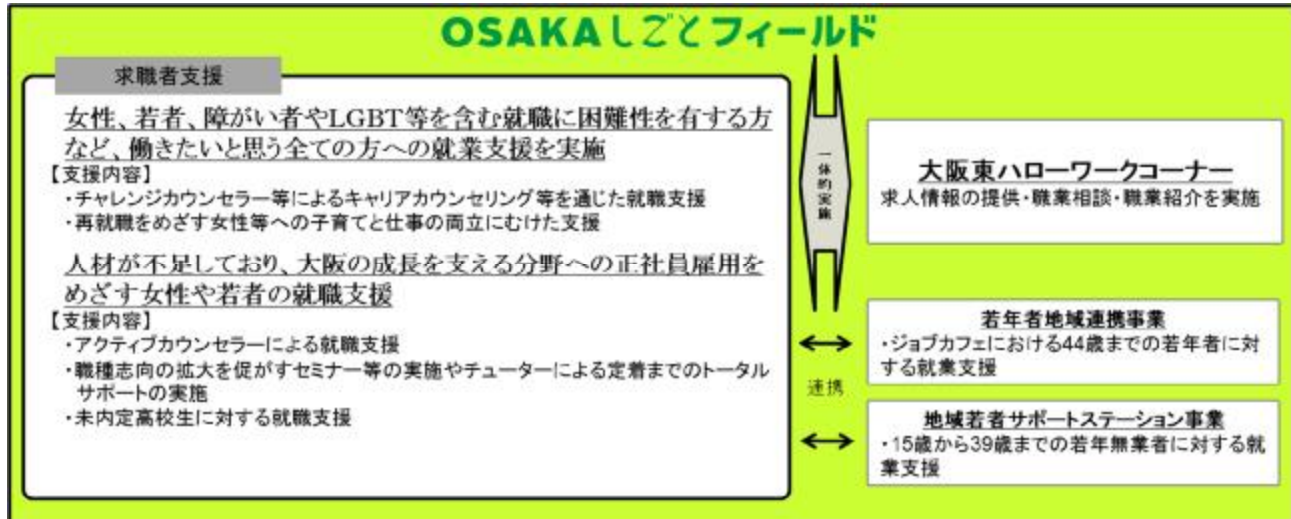 OSAKAしごとフィールド
求職者支援
女性、若者、障がい者やLGBT等を含む就職に困難性を有する方
など、働きたいと思う全ての方への就業支援を実施
【支援内容】
・チャレンジカウンセラー等によるキャリアカウンセリング等を通じた就職支援
・再就職をめざす女性等への子育てと仕事の両立にむけた支援
人材が不足しており、大阪の成長を支える分野への正社員雇用を
めざす女性や若者の就職支援
【支援内容】
・アクティブカウンセラーによる就職支援
・職種志向の拡大を促がすセミナー等の実施やチューターによる定着までのトータル
サポートの実施
・未内定高校生に対する就職支援
一体的実施
大阪東ハローワークコーナー
求人情報の提供・職業相談・職業紹介を実施
連携
若年者地域連携事業
・ジョブカフェにおける44歳までの若年者に対
する就業支援
地域若者サポートステーション事業
・15歳から39歳までの若年無業者に対する就
業支援